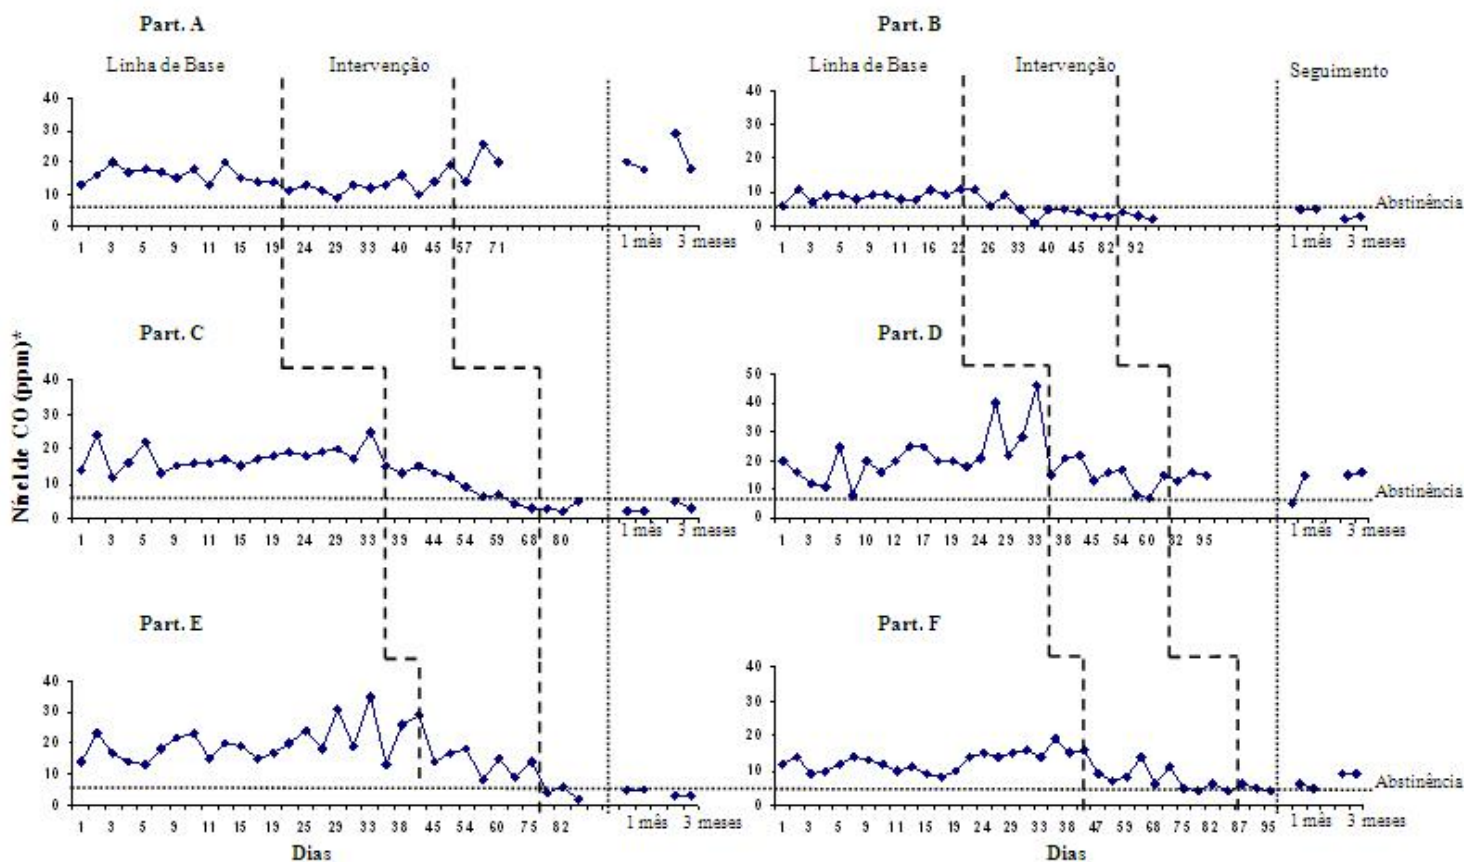 Part. A
Part. B
Linha de Base Intervenção
Linha de Base Intervenção Seguimento
40
30
20
10
0
1 3 5 9 11 15 19 24 29 33 40 45 57 71 1 mês 3 meses
40
30
20
10
0
1 3 5 9 11 16 22 26 33 40 45 82 92 1 mês 3 meses
Abstinência
Nível de CO (ppm)*
Part. C
40
30
20
10
0
1 3 5 9 11 15 19 24 29 33 39 44 54 59 68 80 1 mês 3 meses
Part. D
50
40
30
20
10
0
1 5 10 12 17 19 24 29 33 38 45 54 60 82 95 1 mês 3 meses
Abstinência
Part. E
40
30
20
10
0
1 3 5 9 11 15 19 24 29 33 38 45 54 60 75 82 1 mês 3 meses
Dias
Part. F
40
30
20
10
0
1 3 5 9 11 15 19 24 29 33 38 47 59 68 75 82 87 95 1 mês 3 meses
Abstinência
Dias